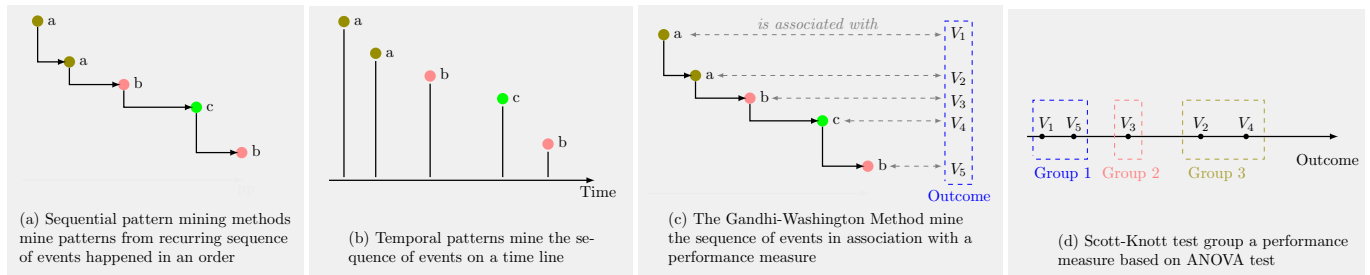 a
a
b
c
b
(a) Sequential pattern mining methods
mine patterns from recurring sequence
of events happened in an order
a
a
b
c
b
Time
(b) Temporal patterns mine the se-
quence of events on a time line
is associated with
a
V1
a
V2
b
V3
c
V4
b
V5
Outcome
(c) The Gandhi-Washington Method mine
the sequence of events in association with a
performance measure
V1 V5 V3 V2 V4
Outcome
Group 1 Group 2 Group 3
(d) Scott-Knott test group a performance
measure based on ANOVA test